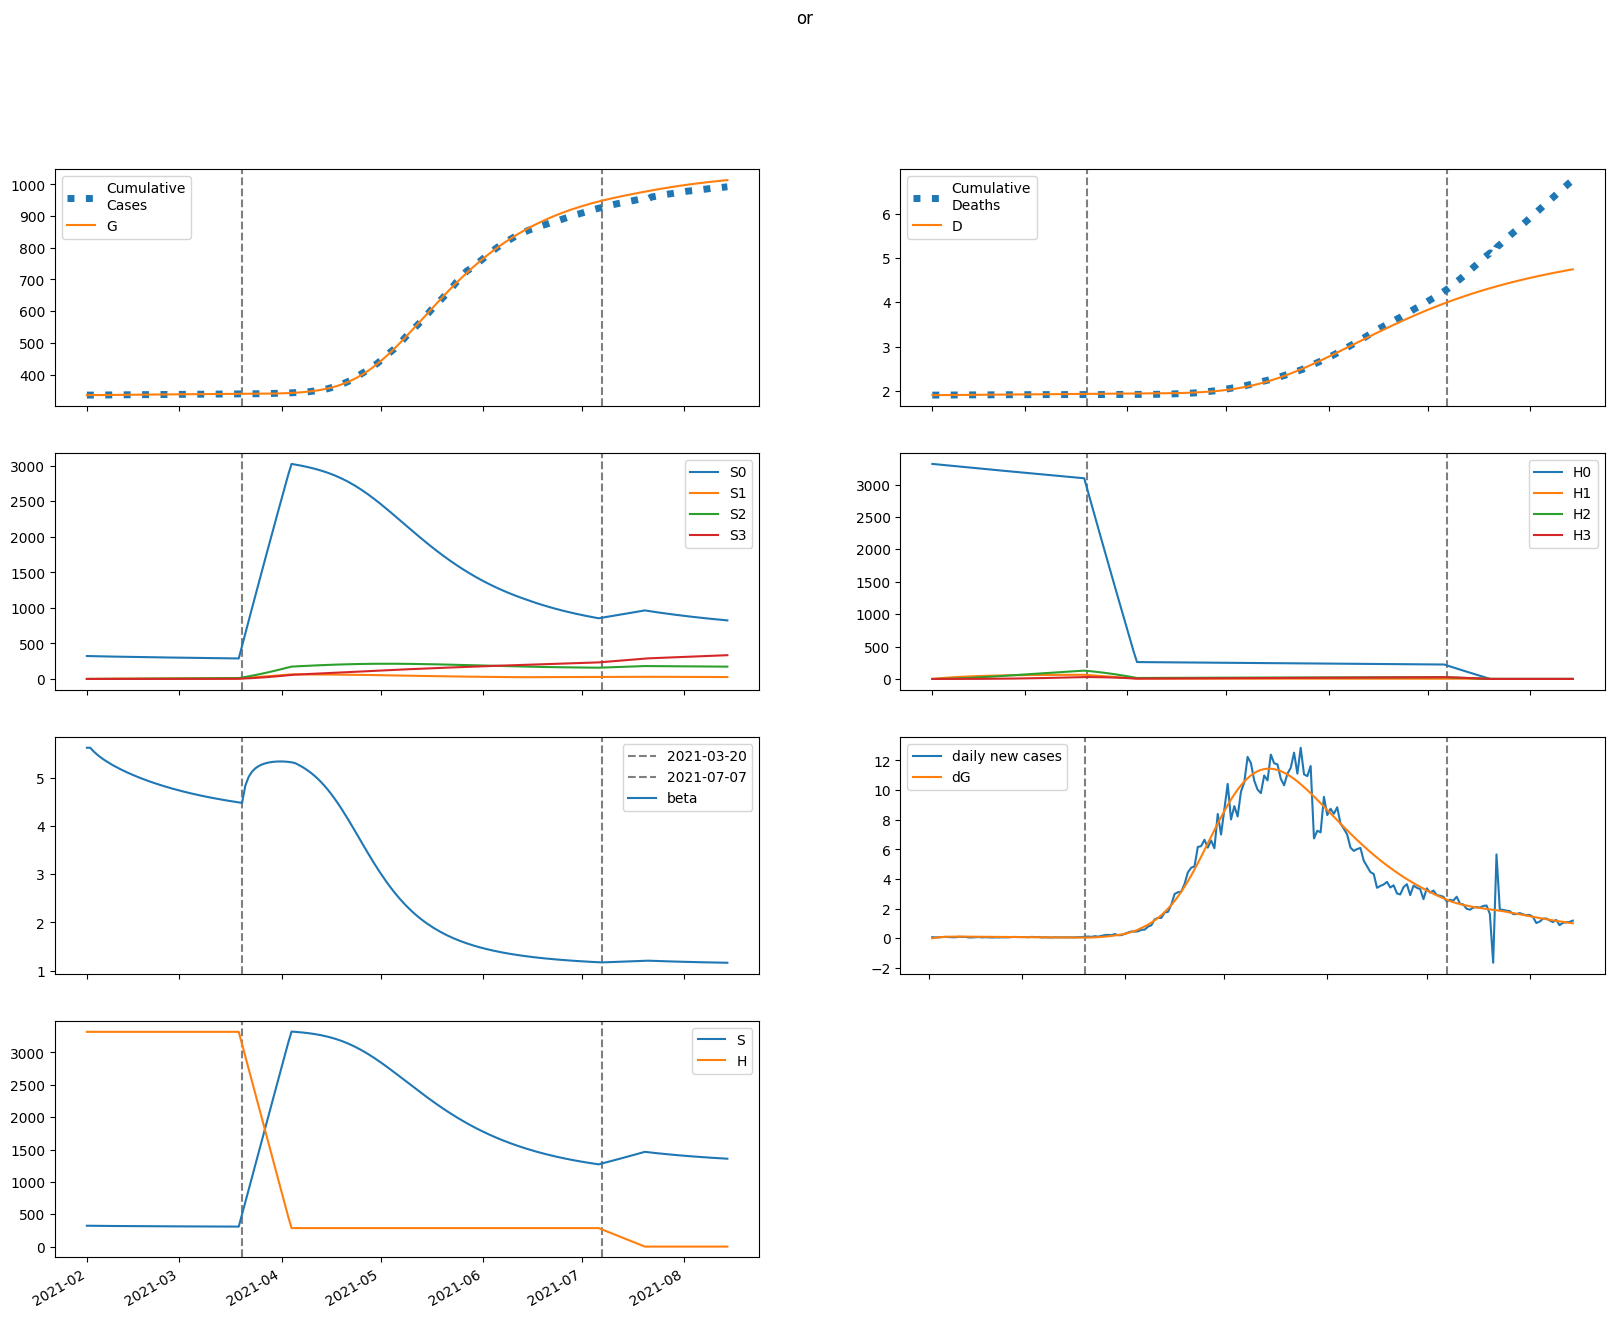 or
Cumulative
Cases
G
1000
900
800
700
600
500
400
Cumulative
Deaths
D
6
5
4
3
2
S0
S1
S2
S3
3000
2500
2000
1500
1000
500
0
H0
H1
H2
H3
3000
2500
2000
1500
1000
500
0
2021-03-20
2021-07-07
beta
5
4
3
2
1
daily new cases
dG
12
10
8
6
4
2
0
−2
S
H
3000
2500
2000
1500
1000
500
0
2021-02
2021-03
2021-04
2021-05
2021-06
2021-07
2021-08